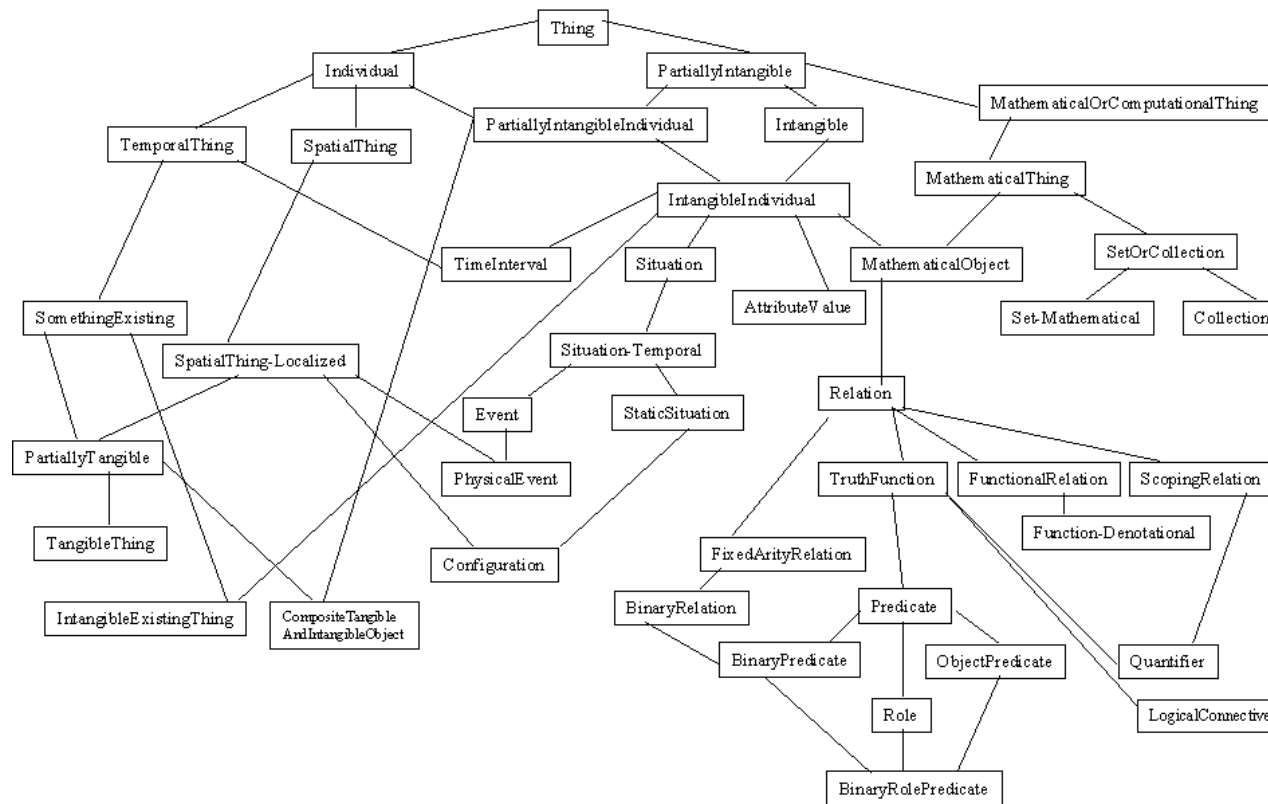 Thing
Individual
PartiallyIntangible
MathematicalOrComputationalThing
PartiallyIntangibleIndividual
Intangible
TemporalThing
SpatialThing
MathematicalThing
IntangibleIndividual
TimeInterval
Situation
MathematicalObject
SetOrCollection
AttributeValue
SomethingExisting
Set-Mathematical
Collection
Situation-Temporal
SpatialThing-Localized
Relation
Event
StaticSituation
PartiallyTangible
PhysicalEvent
TruthFunction
FunctionalRelation
ScopingRelation
Function-Denotational
TangibleThing
FixedArityRelation
Configuration
IntangibleExistingThing
CompositeTangible
AndIntangibleObject
BinaryRelation
Predicate
BinaryPredicate
ObjectPredicate
Quantifier
Role
LogicalConnective
BinaryRolePredicate